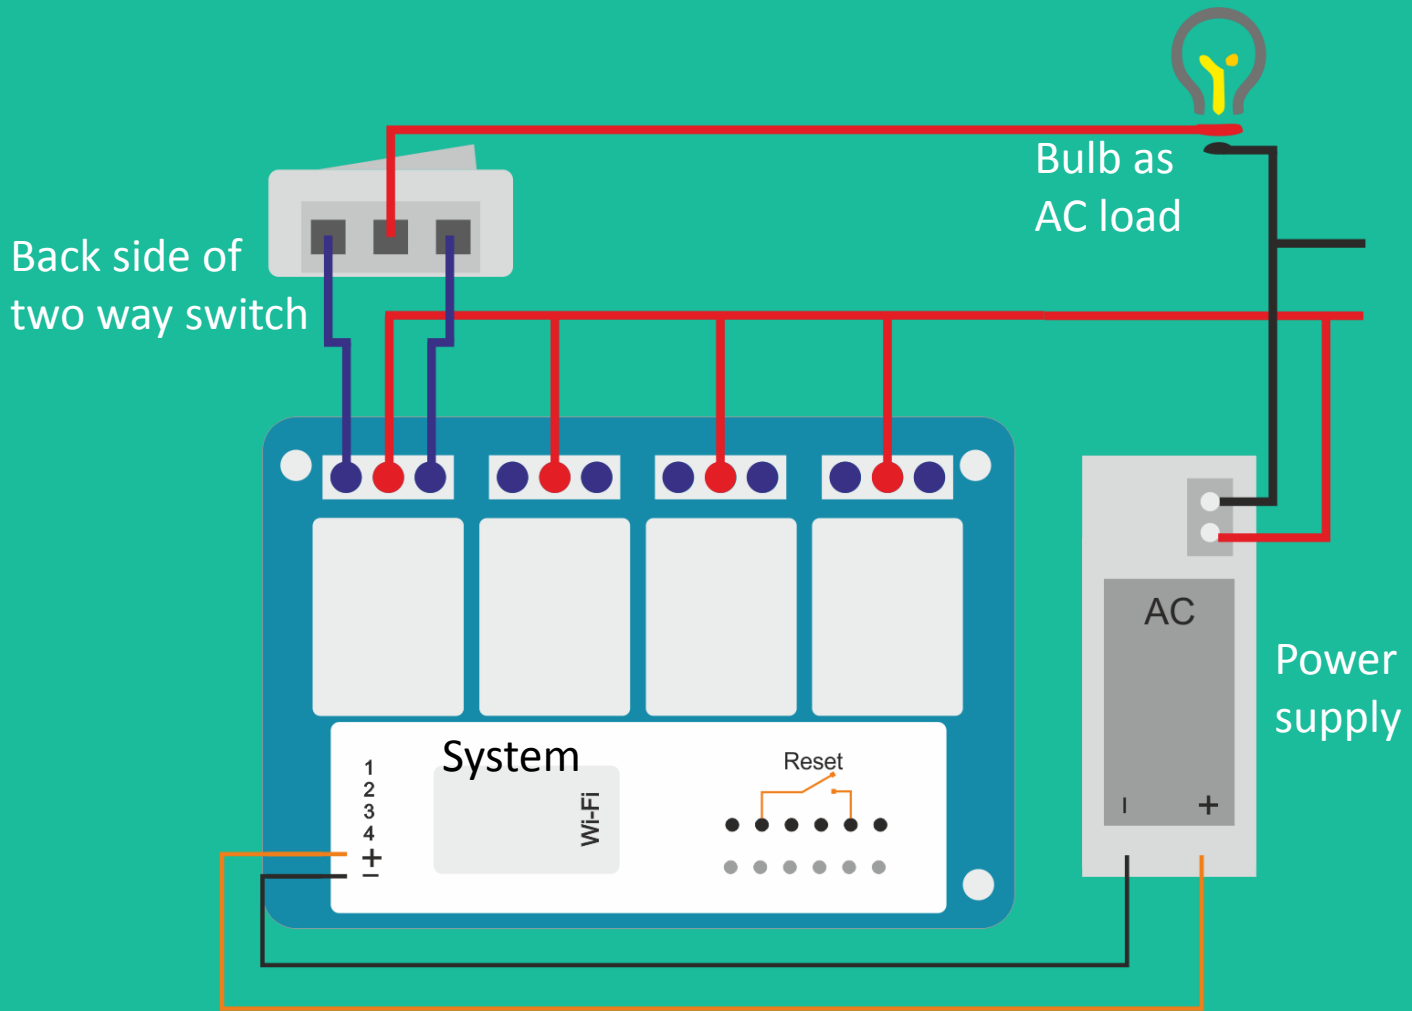 Bulb as
AC load
Back side of
two way switch
AC
Power
supply
– +
System
Wi-Fi
Reset
1
2
3
4
+
–